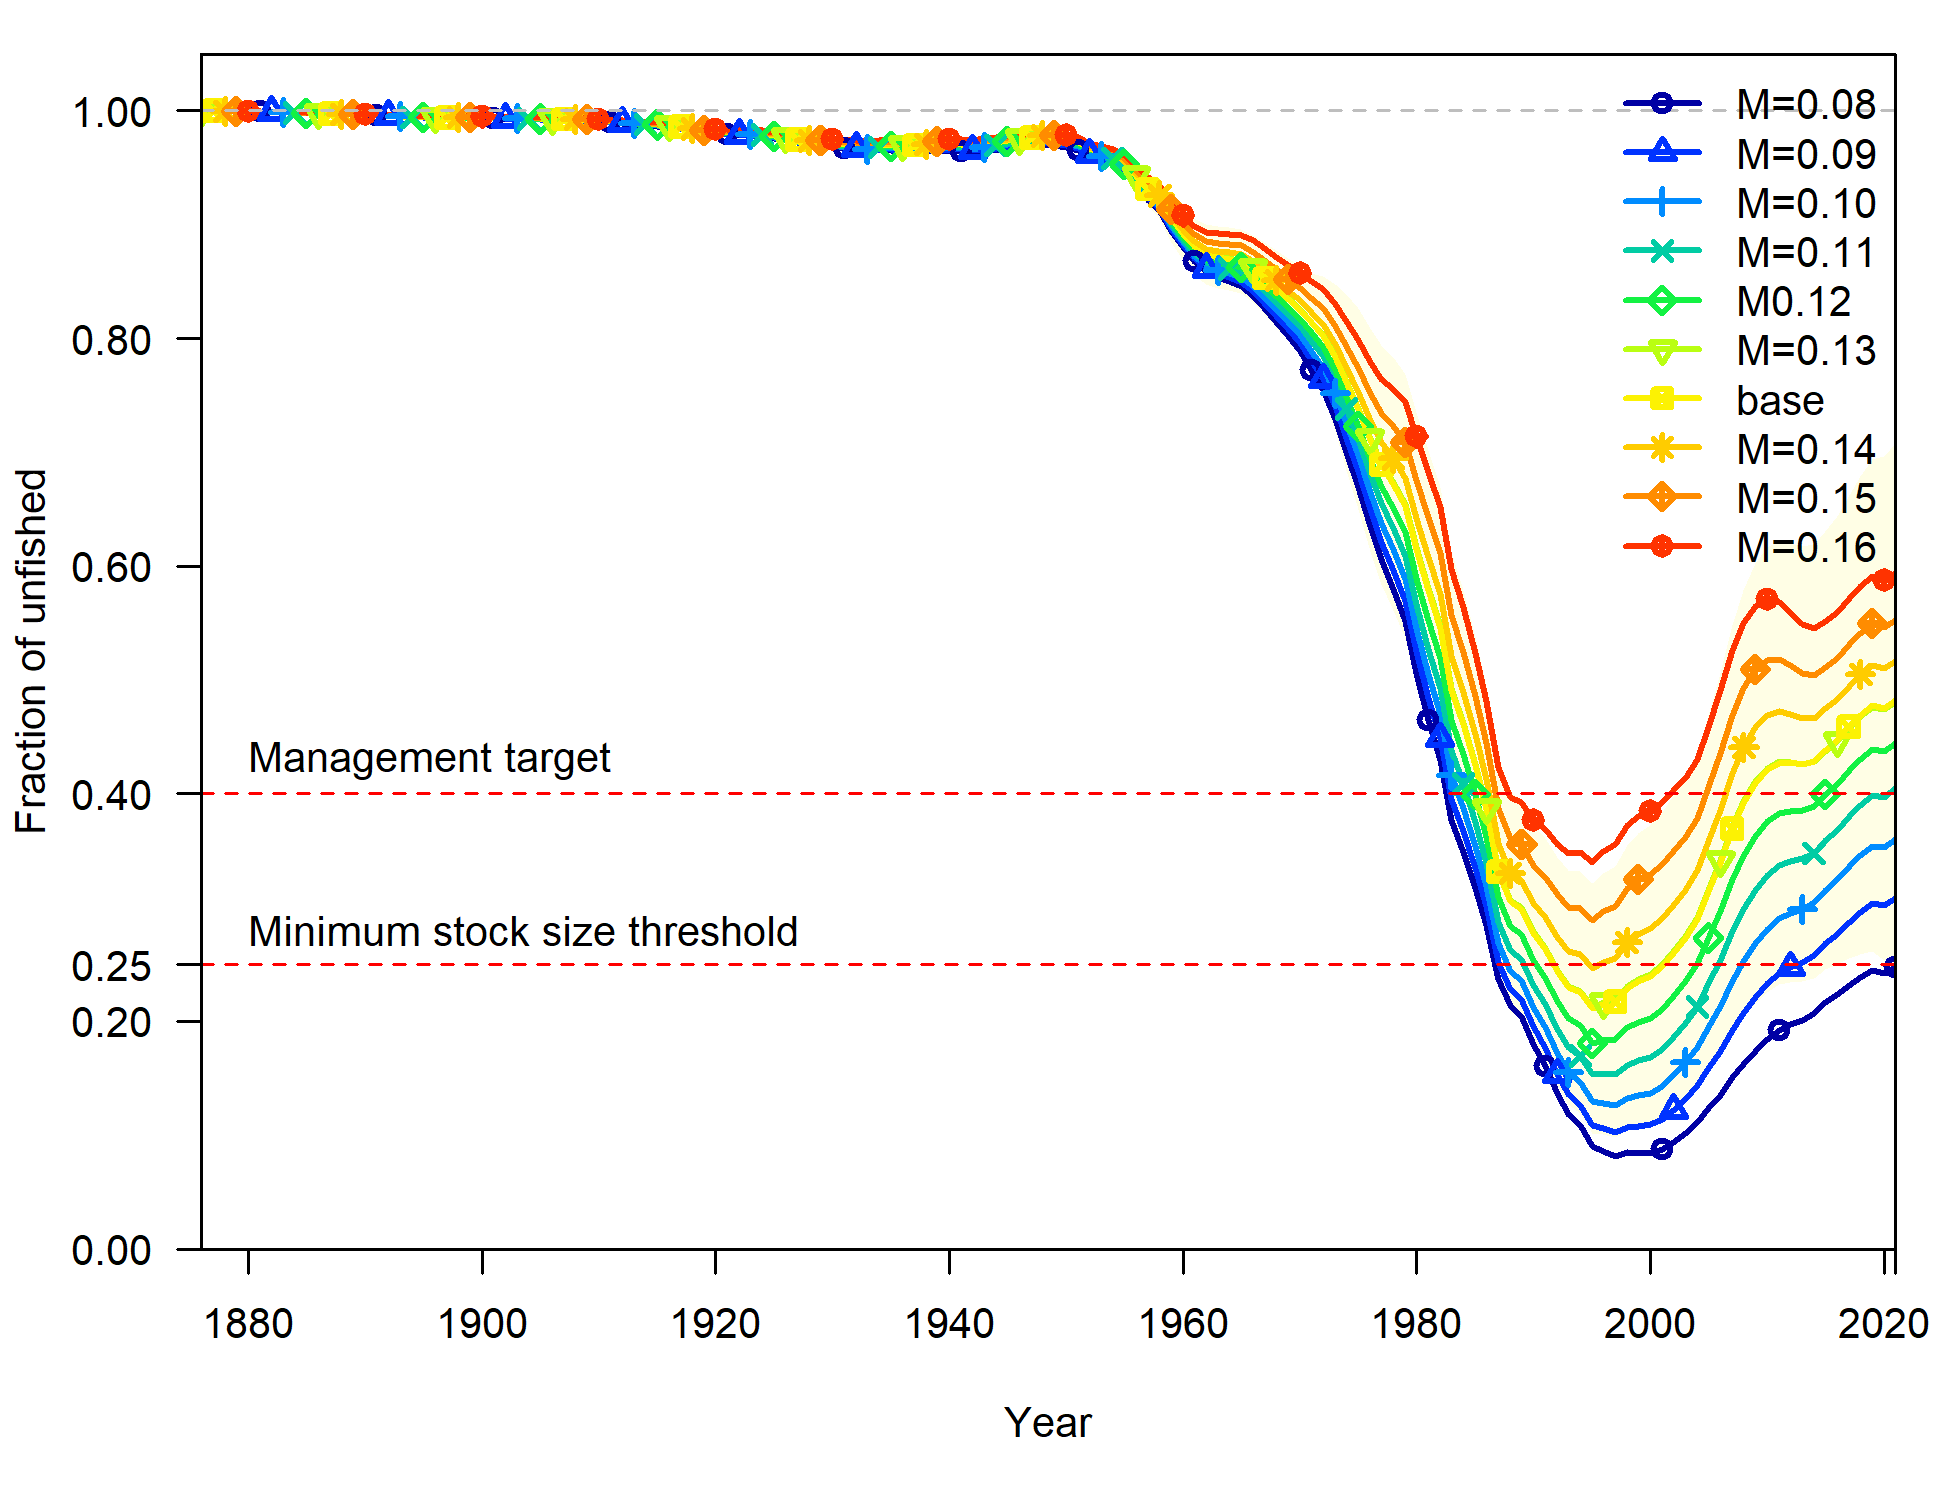 Fraction of unfished
1.00
0.80
0.60
0.40
0.25
0.20
0.00
Management target
Minimum stock size threshold
M=0.08
M=0.09
M=0.10
M=0.11
M0.12
M=0.13
base
M=0.14
M=0.15
M=0.16
1880 1900 1920 1940 1960 1980 2000 2020
Year